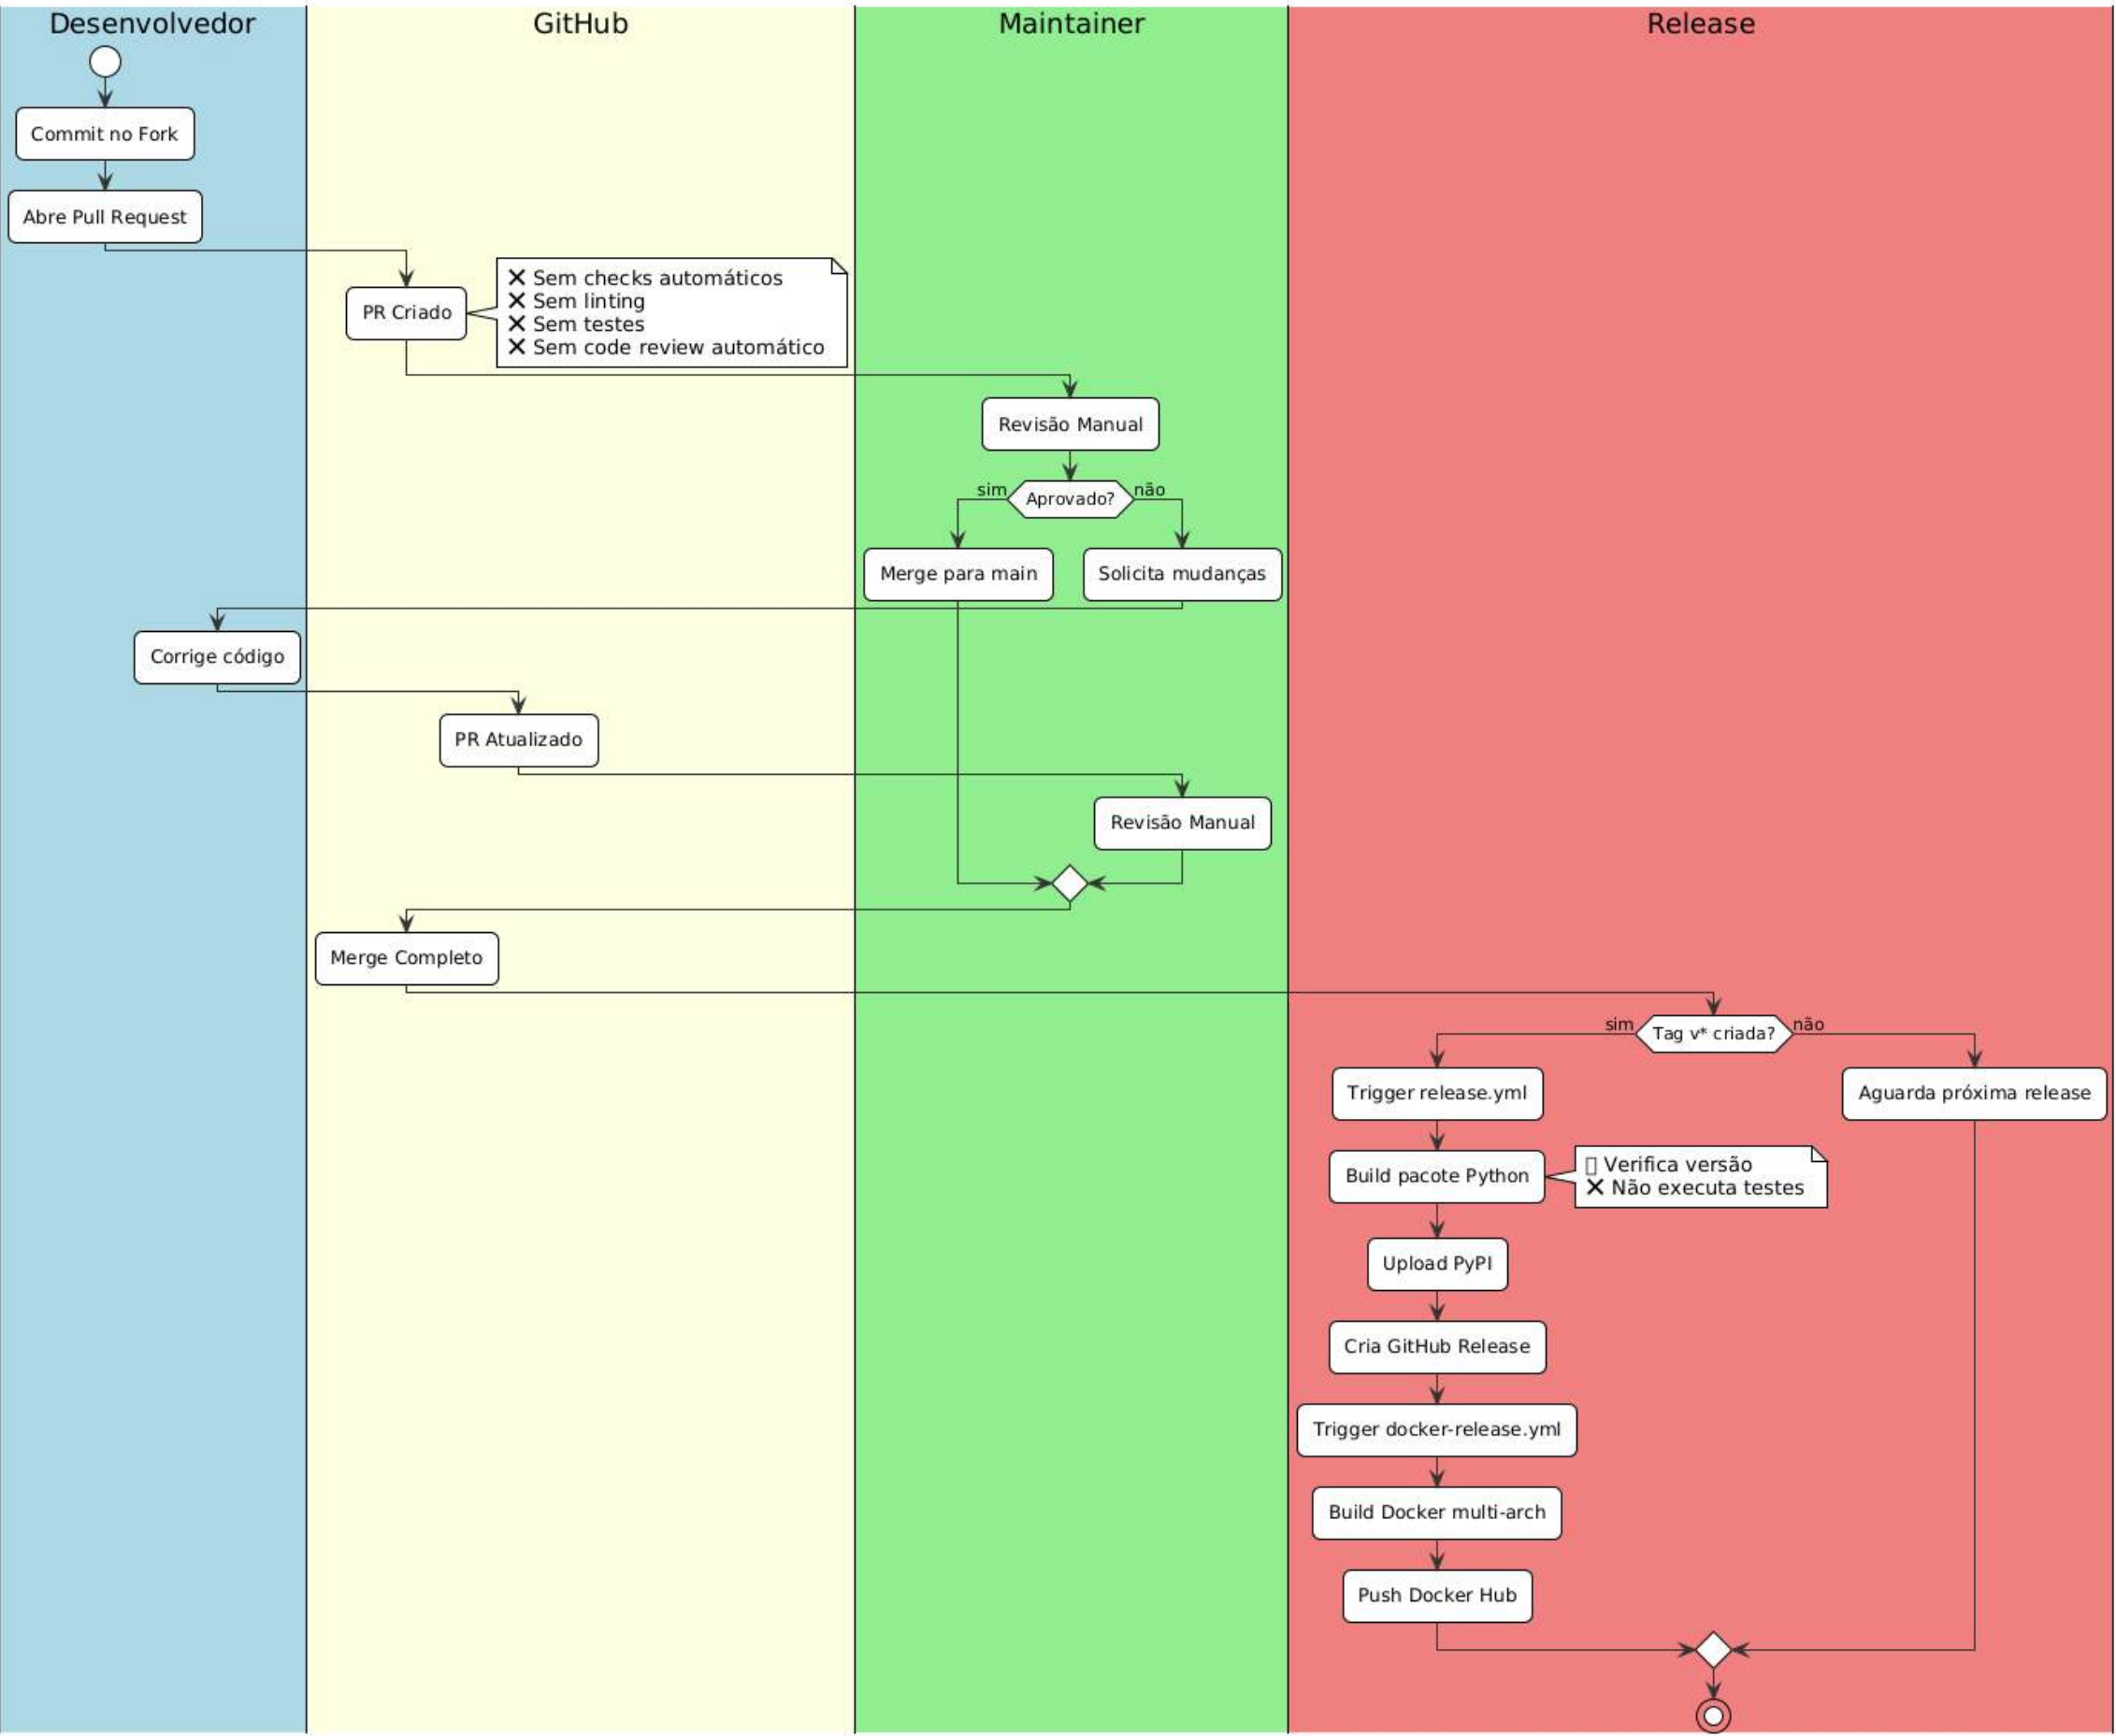 Desenvolvedor
GitHub
Maintainer
Release
Commit no Fork
Abre Pull Request
PR Criado
❌ Sem checks automáticos
❌ Sem linting
❌ Sem testes
❌ Sem code review automático
Revisão Manual
Aprovado?
sim
não
Merge para main
Solicita mudanças
Corrige código
PR Atualizado
Revisão Manual
Merge Completo
Tag v* criada?
sim
não
Trigger release.yml
Aguarda próxima release
Build pacote Python
Verifica versão
❌ Não executa testes
Upload PyPI
Cria GitHub Release
Trigger docker-release.yml
Build Docker multi-arch
Push Docker Hub